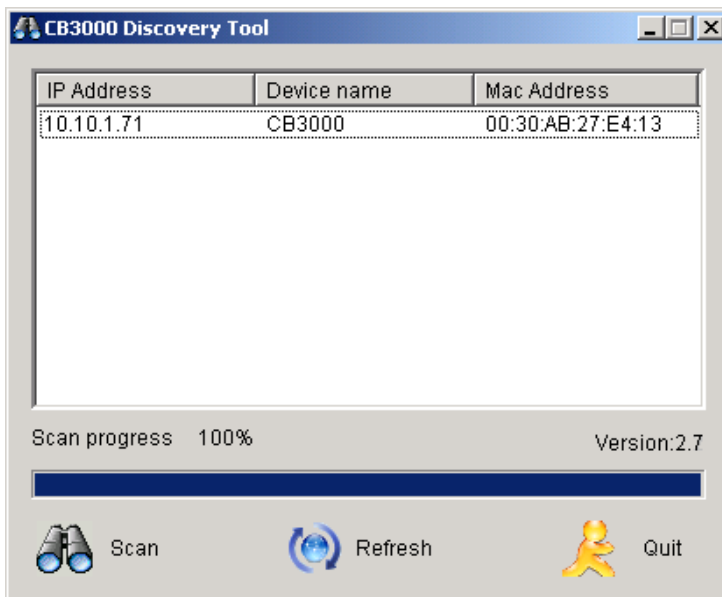 CB3000 Discovery Tool
IP Address Device name Mac Address
10.10.1.71 CB3000 00:30:AB:27:E4:13
Scan progress 100% Version:2.7
Scan Refresh Quit